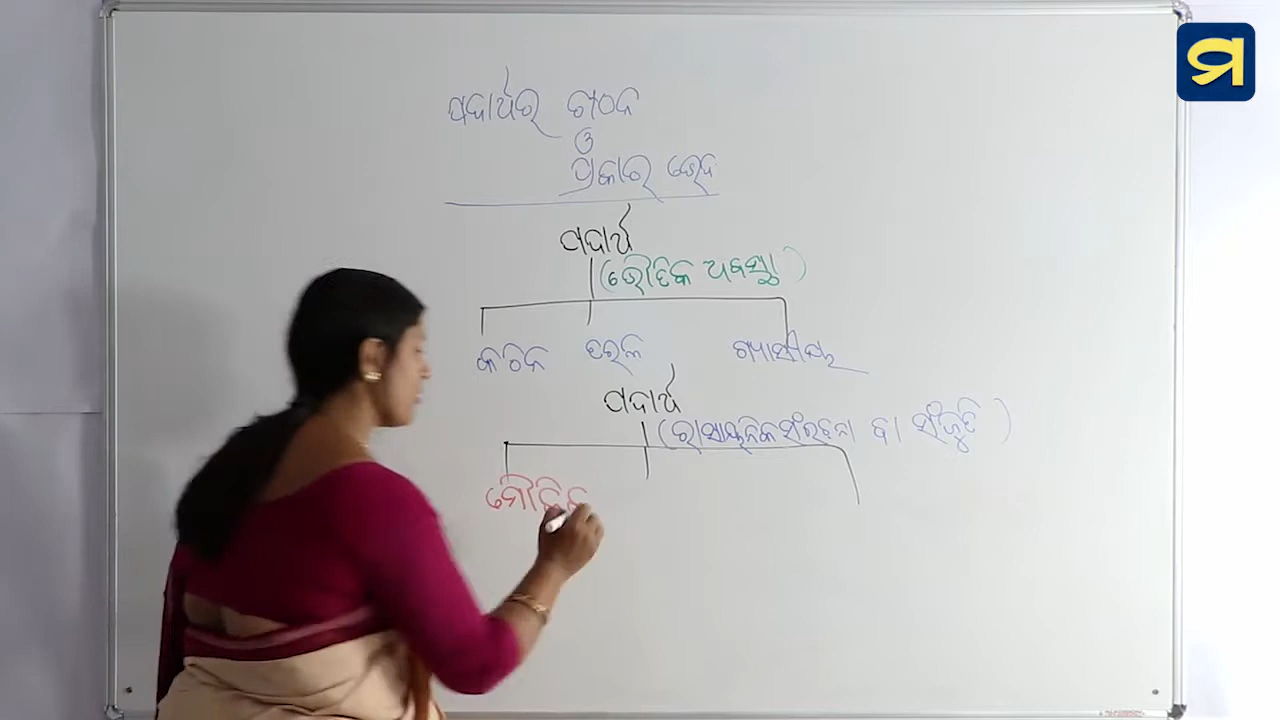 ପଦାର୍ଥର ଗଠନ
ଓ
ପ୍ରକାର ଭେଦ
ପଦାର୍ଥ
(ଭୌତିକ ଅବସ୍ଥା)
କଠିନ ତରଳ ଗ୍ୟାସୀୟ
ପଦାର୍ଥ
(ରାସାୟନିକ ସଂରଚନା ବା ସଂଜୁତି)
ମୌଳିକ